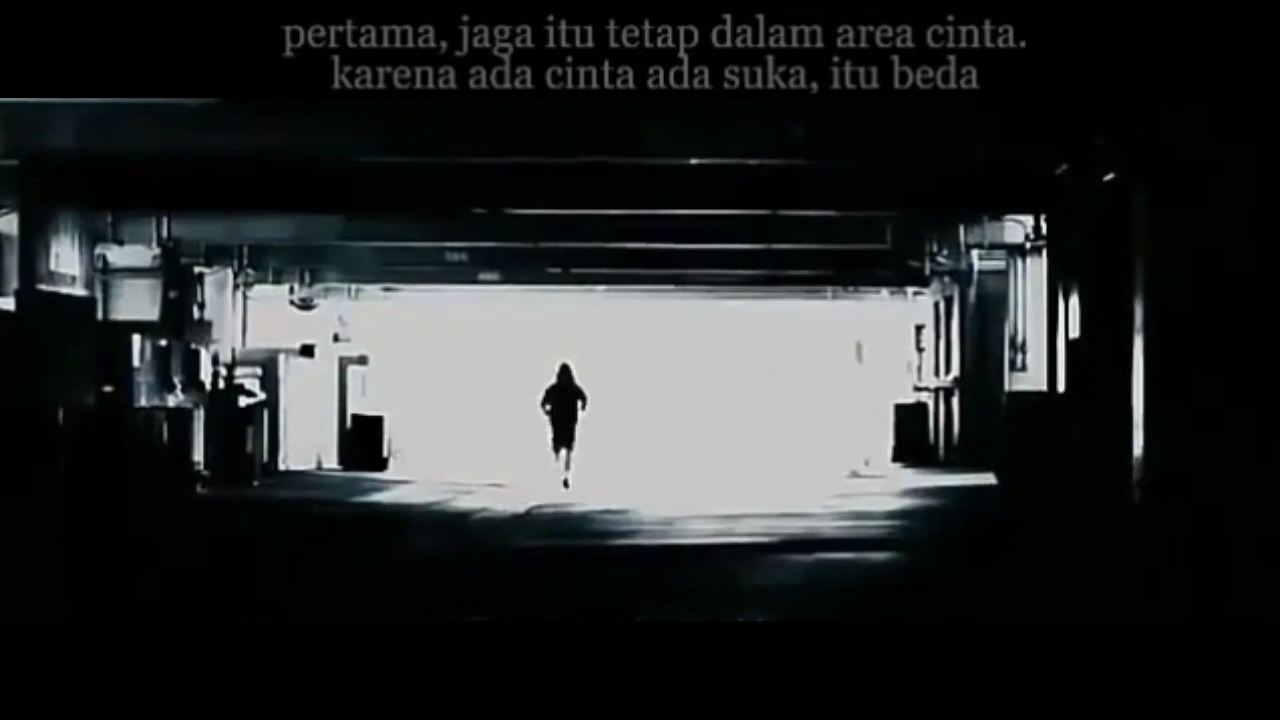 pertama, jaga itu tetap dalam area cinta.
karena ada cinta ada suka, itu beda